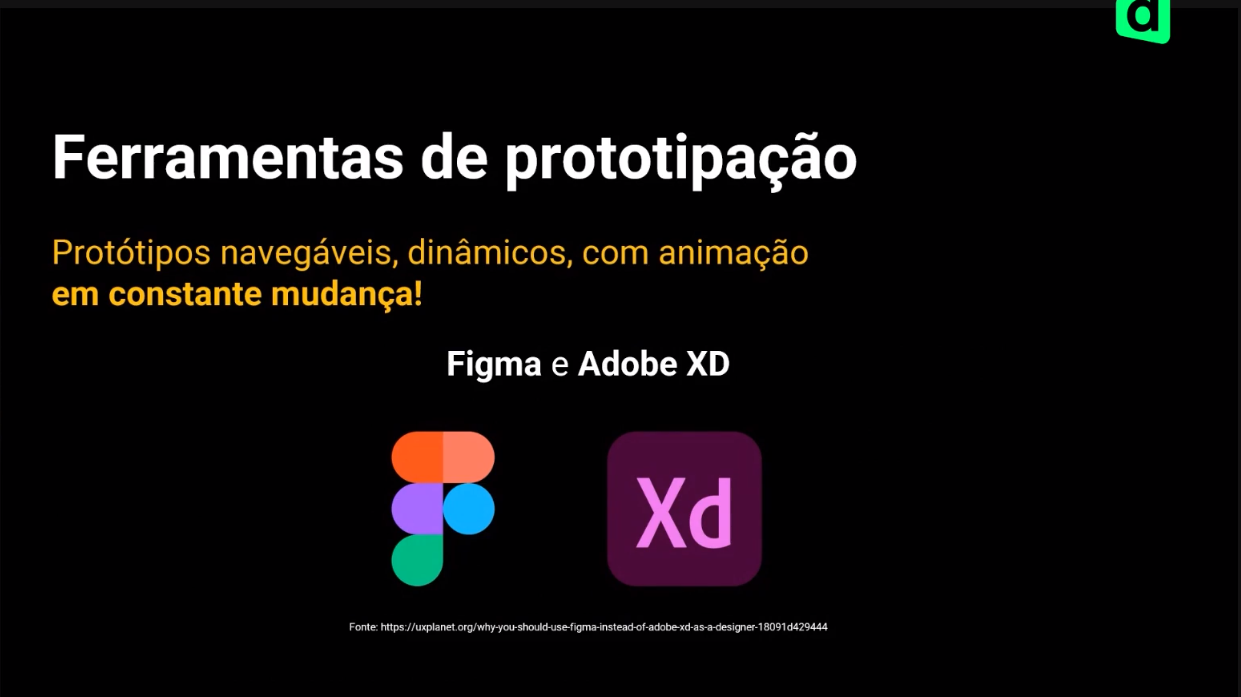 d
Ferramentas de prototipação
Protótipos navegáveis, dinâmicos, com animação
em constante mudança!
Figma e Adobe XD
Xd
Fonte: https://uxplanet.org/why-you-should-use-figma-instead-of-adobe-xd-as-a-designer-18091d429444